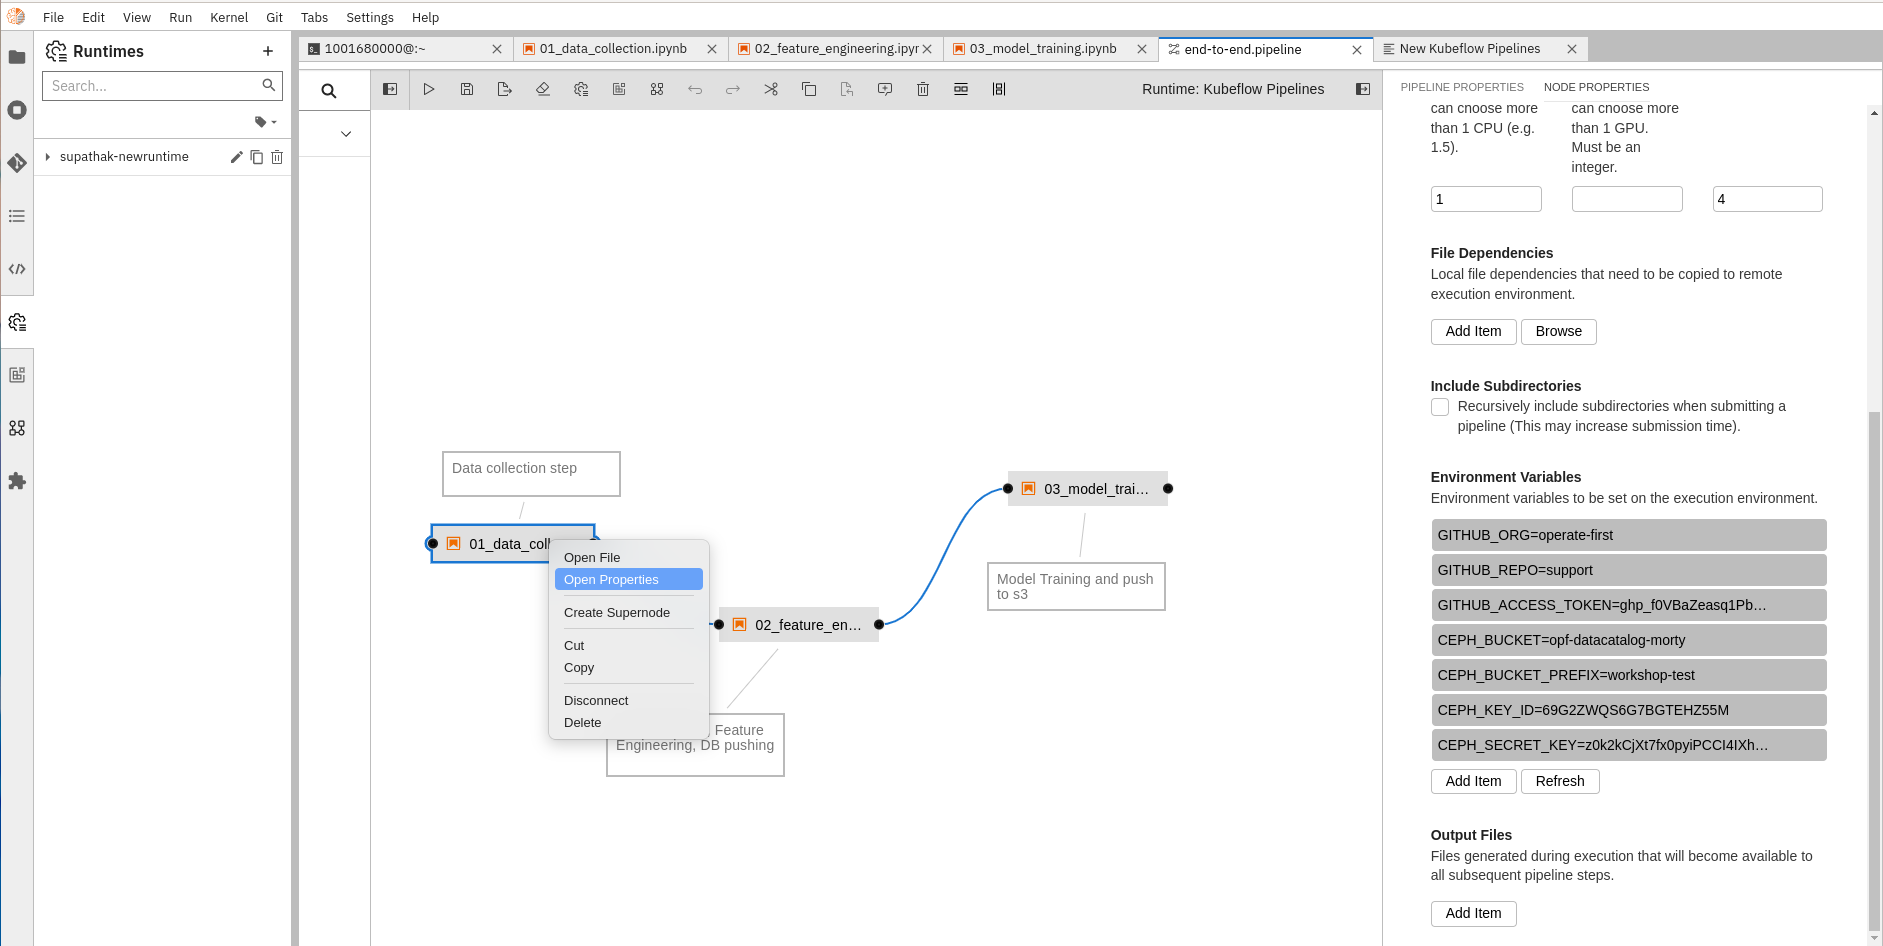 File Edit View Run Kernel Git Tabs Settings Help
Runtimes
Search...
supathak-newruntime
1001680000@:~
01_data_collection.ipynb
02_feature_engineering.ipyr
03_model_training.ipynb
end-to-end.pipeline
New Kubeflow Pipelines
Runtime: Kubeflow Pipelines
Data collection step
01_data_coll
Open File
Open Properties
Create Supernode
Cut
Copy
Disconnect
Delete
02_feature_en...
Feature
Engineering, DB pushing
03_model_trai...
Model Training and push
to s3
PIPELINE PROPERTIES NODE PROPERTIES
can choose more
than 1 CPU (e.g.
1.5).
can choose more
than 1 GPU.
Must be an
integer.
1
4
File Dependencies
Local file dependencies that need to be copied to remote
execution environment.
Add Item Browse
Include Subdirectories
Recursively include subdirectories when submitting a
pipeline (This may increase submission time).
Environment Variables
Environment variables to be set on the execution environment.
GITHUB_ORG=operate-first
GITHUB_REPO=support
GITHUB_ACCESS_TOKEN=ghp_f0VBaZeasq1Pb...
CEPH_BUCKET=opf-datacatalog-morty
CEPH_BUCKET_PREFIX=workshop-test
CEPH_KEY_ID=69G2ZWQS6G7BGTEHZ55M
CEPH_SECRET_KEY=z0k2kCjXt7fx0pyiPCCI4IXh...
Add Item Refresh
Output Files
Files generated during execution that will become available to
all subsequent pipeline steps.
Add Item